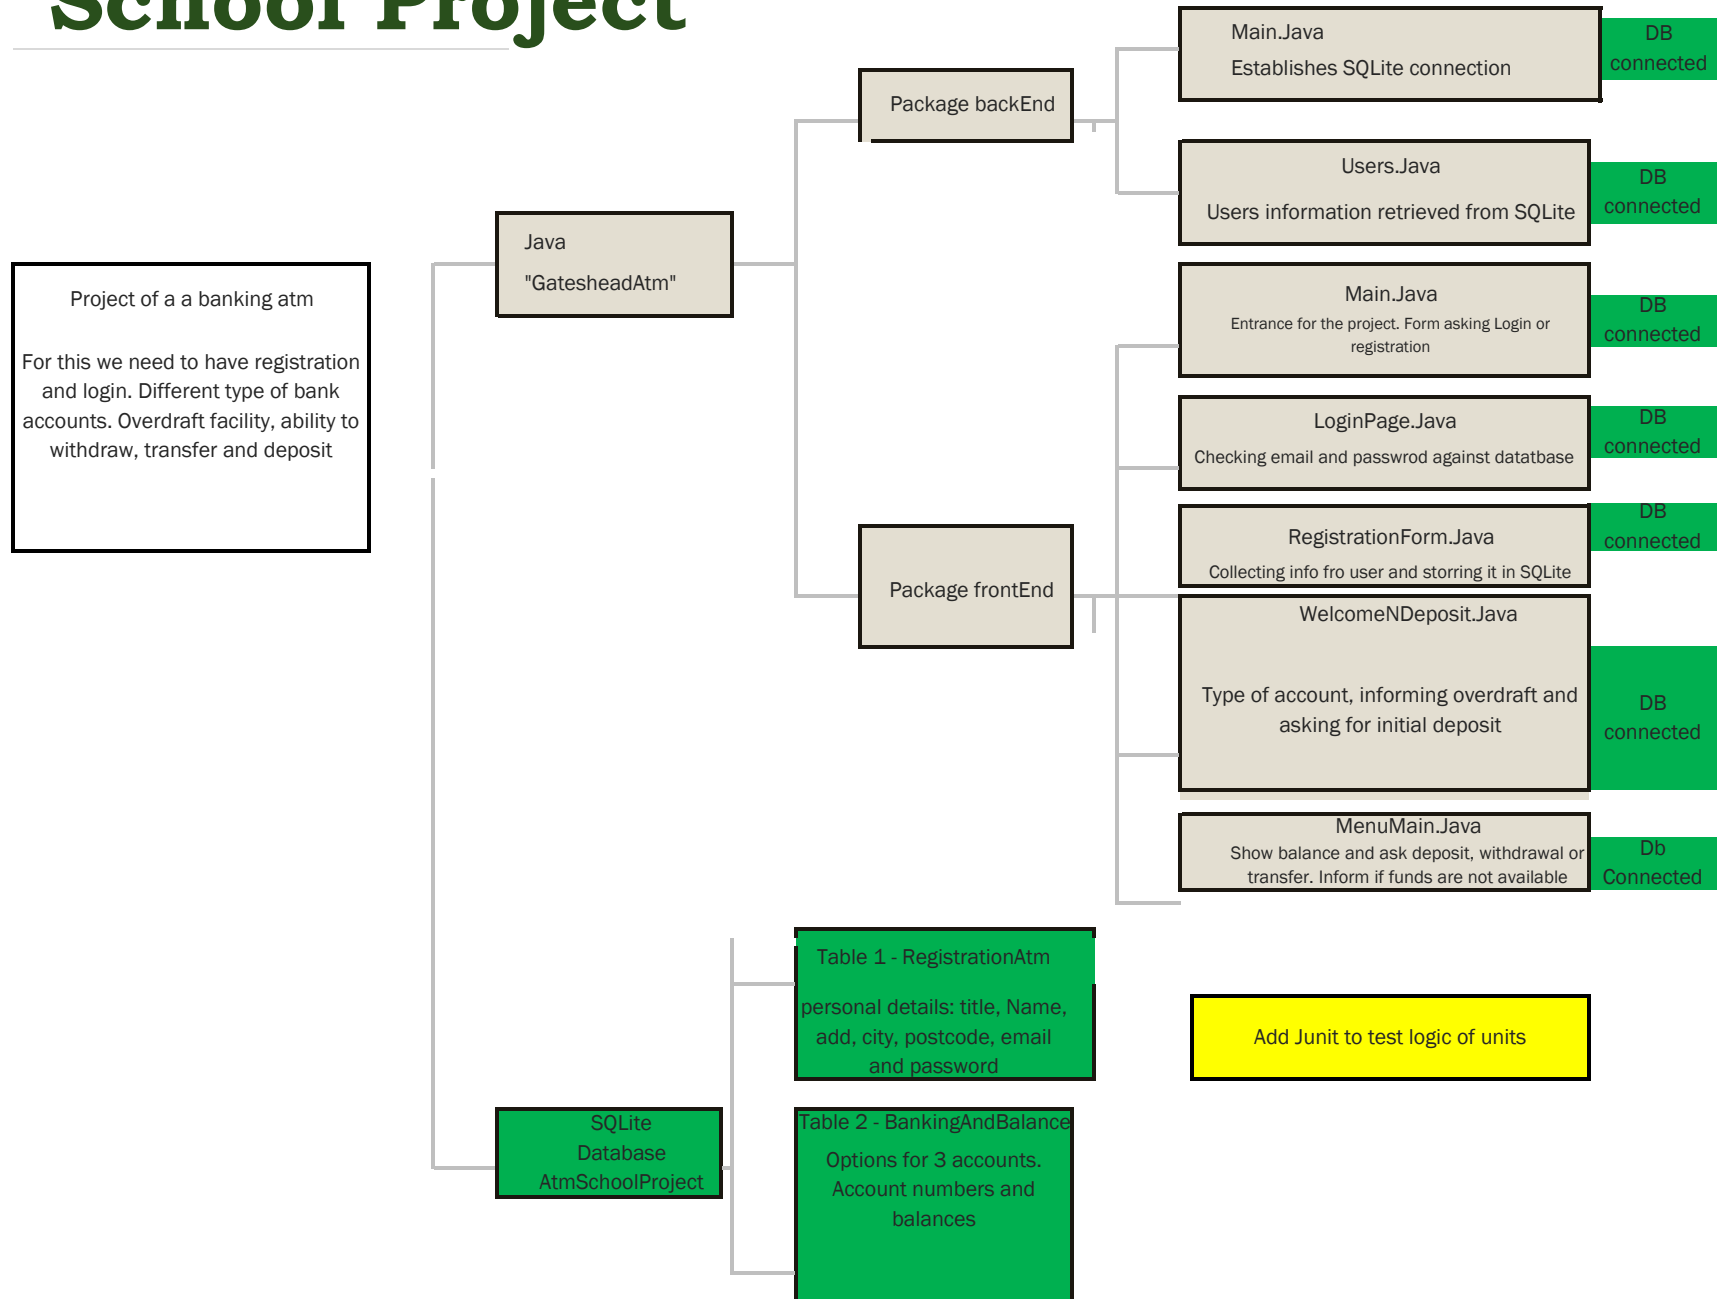 School Project
Project of a a banking atm
For this we need to have registration
and login. Different type of bank
accounts. Overdraft facility, ability to
withdraw, transfer and deposit
Java
"GatesheadAtm"
Package backEnd
Main.Java
Establishes SQLite connection
DB
connected
Users.Java
Users information retrieved from SQLite
DB
connected
Package frontEnd
Main.Java
Entrance for the project. Form asking Login or
registration
DB
connected
LoginPage.Java
Checking email and passwrod against datatbase
DB
connected
RegistrationForm.Java
Collecting info fro user and storring it in SQLite
DB
connected
WelcomeNDeposit.Java
Type of account, informing overdraft and
asking for initial deposit
DB
connected
MenuMain.Java
Show balance and ask deposit, withdrawal or
transfer. Inform if funds are not available
Db
Connected
SQLite
Database
AtmSchoolProject
Table 1 - RegistrationAtm
personal details: title, Name,
add, city, postcode, email
and password
Table 2 - BankingAndBalance
Options for 3 accounts.
Account numbers and
balances
Add Junit to test logic of units